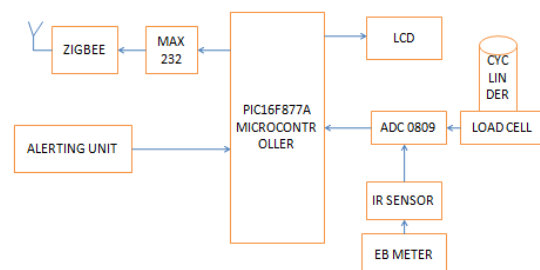 ZIGBEE
MAX
232
PIC16F877A
MICROCONTR
OLLER
LCD
CYC
LIN
DER
ALERTING UNIT
ADC 0809
LOAD CELL
IR SENSOR
EB METER